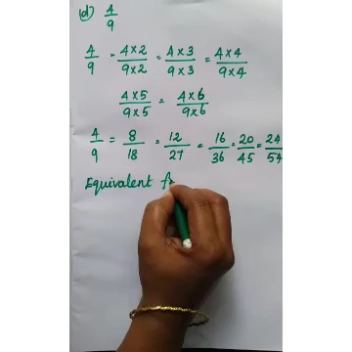 (d) 4/9
4/9 = 4×2/9×2 = 4×3/9×3 = 4×4/9×4
4×5/9×5 = 4×6/9×6
4/9 = 8/18 = 12/27 = 16/36 = 20/45 = 24/54
Equivalent fr